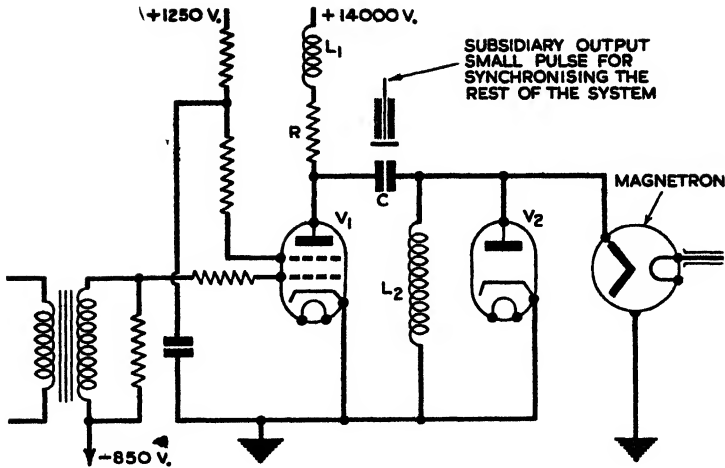 +1250 V.
+14000 V.
L1
SUBSIDIARY OUTPUT
SMALL PULSE FOR
SYNCHRONISING THE
REST OF THE SYSTEM
R
C
MAGNETRON
V1
V2
L2
-850 V.